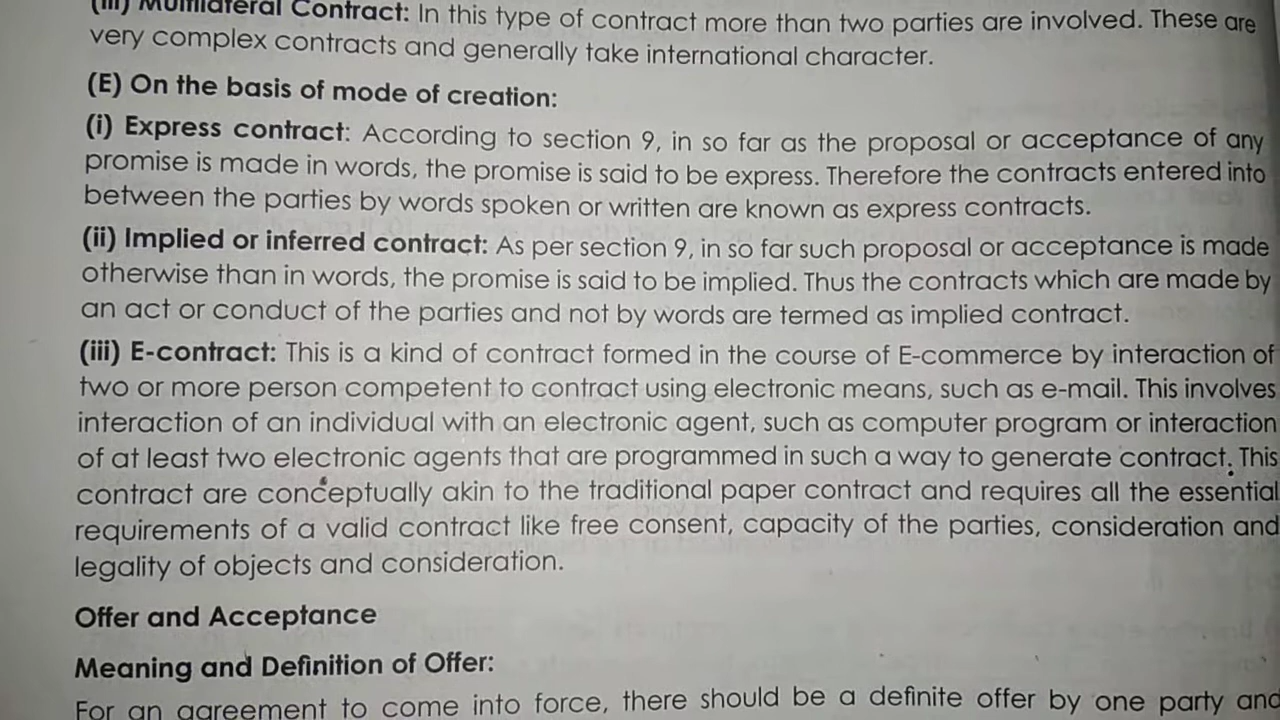 (iii) Multilateral Contract: In this type of contract more than two parties are involved. These are
very complex contracts and generally take international character.
(E) On the basis of mode of creation:
(i) Express contract: According to section 9, in so far as the proposal or acceptance of any
promise is made in words, the promise is said to be express. Therefore the contracts entered into
between the parties by words spoken or written are known as express contracts.
(ii) Implied or inferred contract: As per section 9, in so far such proposal or acceptance is made
otherwise than in words, the promise is said to be implied. Thus the contracts which are made by
an act or conduct of the parties and not by words are termed as implied contract.
(iii) E-contract: This is a kind of contract formed in the course of E-commerce by interaction of
two or more person competent to contract using electronic means, such as e-mail. This involves
interaction of an individual with an electronic agent, such as computer program or interaction
of at least two electronic agents that are programmed in such a way to generate contract. This
contract are conceptually akin to the traditional paper contract and requires all the essential
requirements of a valid contract like free consent, capacity of the parties, consideration and
legality of objects and consideration.
Offer and Acceptance
Meaning and Definition of Offer:
For an agreement to come into force, there should be a definite offer by one party and